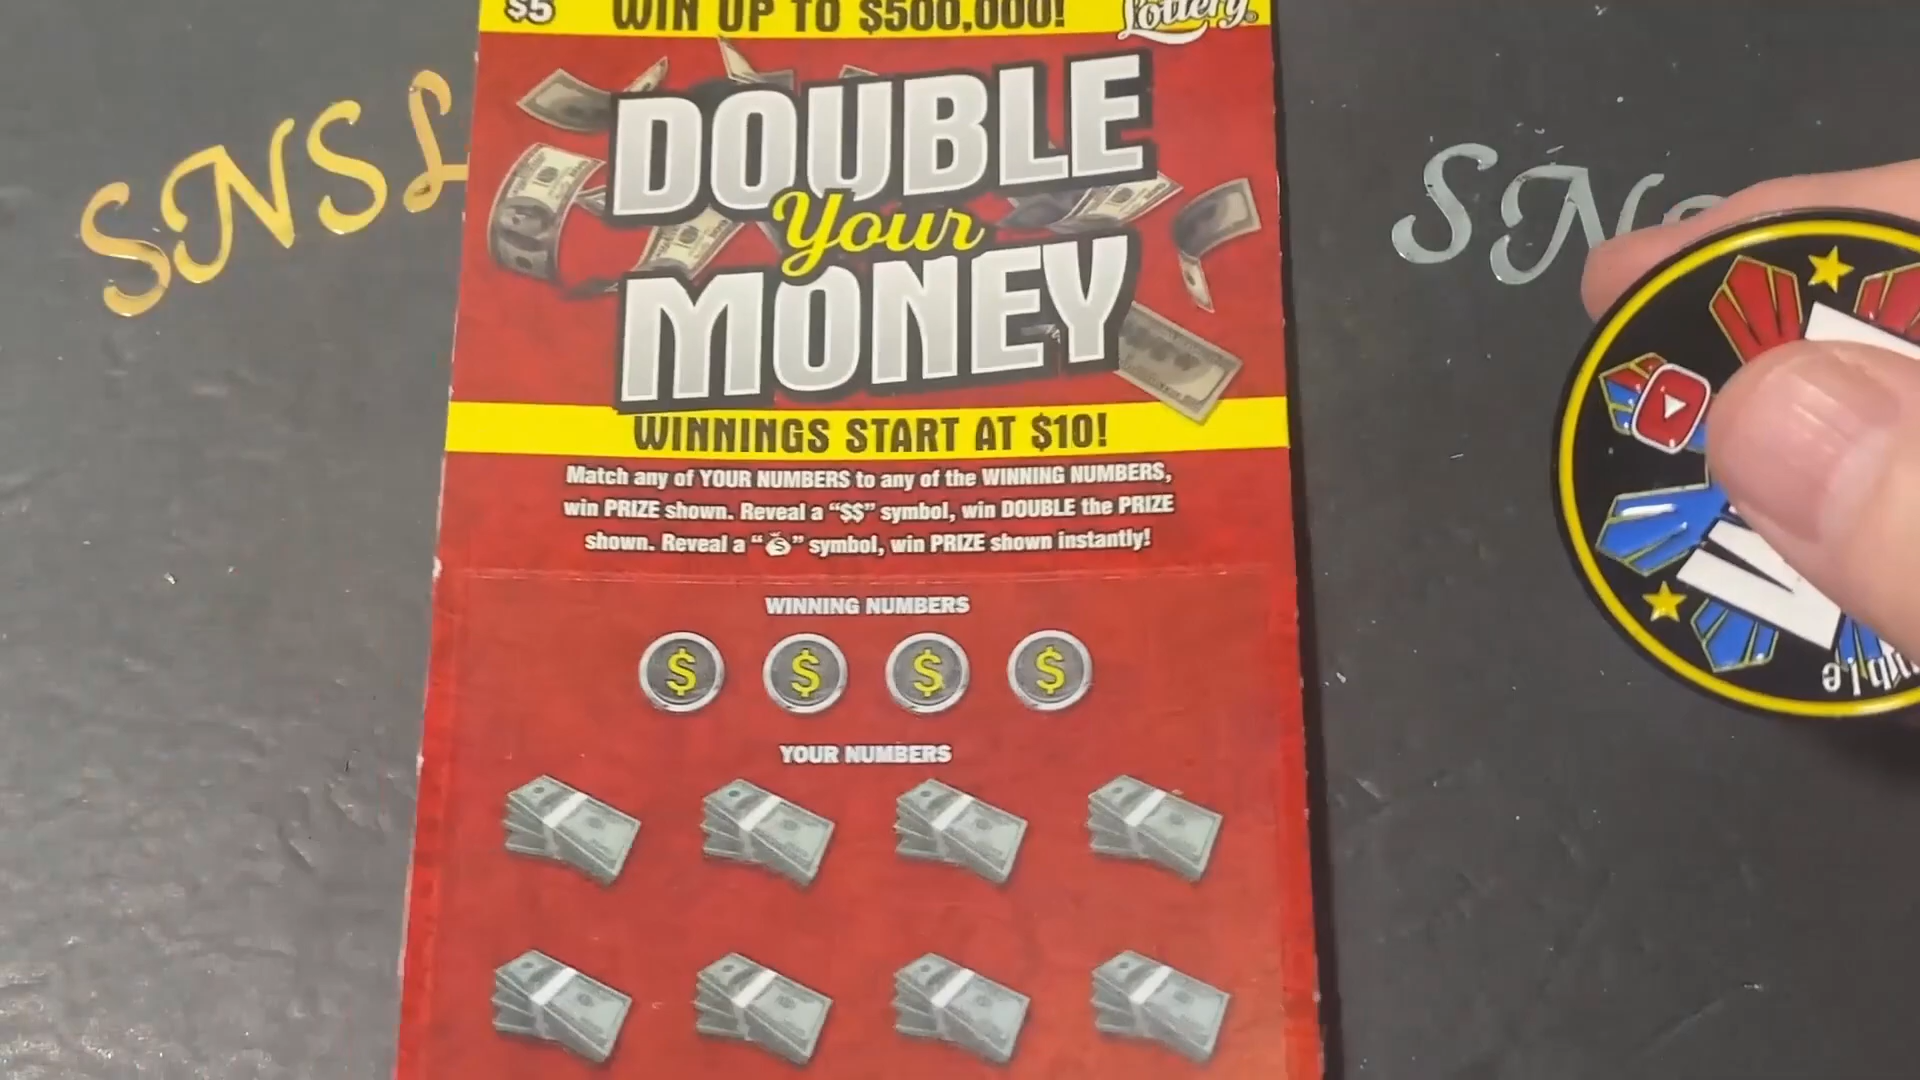 $5 WIN UP TO $500,000! Lottery
SNSL
DOUBLE
Your
MONEY
WINNINGS START AT $10!
Match any of YOUR NUMBERS to any of the WINNING NUMBERS,
win PRIZE shown. Reveal a "$$" symbol, win DOUBLE the PRIZE
shown. Reveal a "$" symbol, win PRIZE shown instantly!
WINNING NUMBERS
$ $ $ $
YOUR NUMBERS
SN